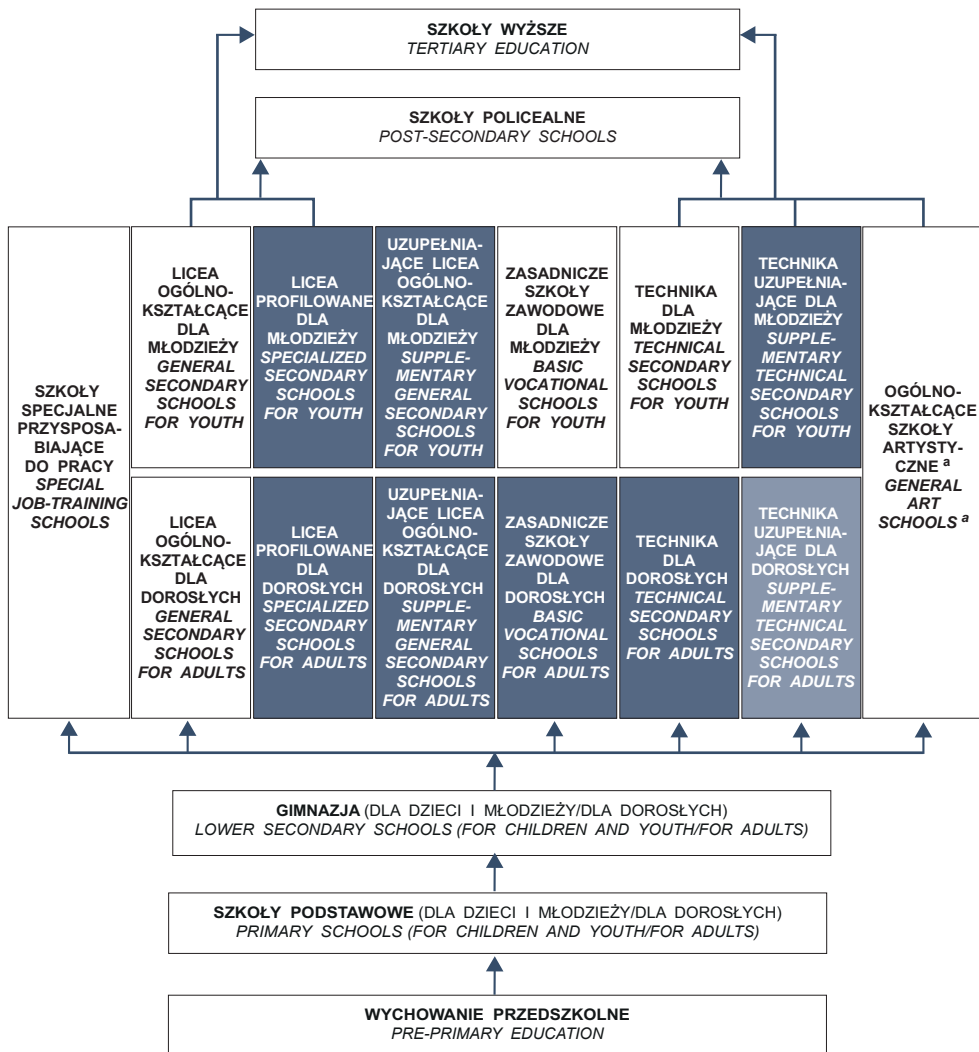 SZKOŁY WYŻSZE
TERTIARY EDUCATION
SZKOŁY POLICEALNE
POST-SECONDARY SCHOOLS
SZKOŁY
SPECJALNE
PRZYSPOSA-
BIAJĄCE
DO PRACY
SPECIAL
JOB-TRAINING
SCHOOLS
LICEA
OGÓLNO-
KSZTAŁCĄCE
DLA
MŁODZIEŻY
GENERAL
SECONDARY
SCHOOLS
FOR YOUTH
LICEA
PROFILOWANE
DLA
MŁODZIEŻY
SPECIALIZED
SECONDARY
SCHOOLS
FOR YOUTH
UZUPEŁNIA-
JĄCE LICEA
OGÓLNO-
KSZTAŁCĄCE
DLA
MŁODZIEŻY
SUPPLE-
MENTARY
GENERAL
SECONDARY
SCHOOLS
FOR YOUTH
ZASADNICZE
SZKOŁY
ZAWODOWE
DLA
MŁODZIEŻY
BASIC
VOCATIONAL
SCHOOLS
FOR YOUTH
TECHNIKA
DLA
MŁODZIEŻY
TECHNICAL
SECONDARY
SCHOOLS
FOR YOUTH
TECHNIKA
UZUPEŁNIA-
JĄCE DLA
MŁODZIEŻY
SUPPLE-
MENTARY
TECHNICAL
SECONDARY
SCHOOLS
FOR YOUTH
OGÓLNO-
KSZTAŁCĄCE
SZKOŁY
ARTYSTY-
CZNE a
GENERAL
ART
SCHOOLS a
LICEA
OGÓLNO-
KSZTAŁCĄCE
DLA
DOROSŁYCH
GENERAL
SECONDARY
SCHOOLS
FOR ADULTS
LICEA
PROFILOWANE
DLA
DOROSŁYCH
SPECIALIZED
SECONDARY
SCHOOLS
FOR ADULTS
UZUPEŁNIA-
JĄCE LICEA
OGÓLNO-
KSZTAŁCĄCE
DLA
DOROSŁYCH
SUPPLE-
MENTARY
GENERAL
SECONDARY
SCHOOLS
FOR ADULTS
ZASADNICZE
SZKOŁY
ZAWODOWE
DLA
DOROSŁYCH
BASIC
VOCATIONAL
SCHOOLS
FOR ADULTS
TECHNIKA
DLA
DOROSŁYCH
TECHNICAL
SECONDARY
SCHOOLS
FOR ADULTS
TECHNIKA
UZUPEŁNIA-
JĄCE DLA
DOROSŁYCH
SUPPLE-
MENTARY
TECHNICAL
SECONDARY
SCHOOLS
FOR ADULTS
GIMNAZJA (DLA DZIECI I MŁODZIEŻY/DLA DOROSŁYCH)
LOWER SECONDARY SCHOOLS (FOR CHILDREN AND YOUTH/FOR ADULTS)
SZKOŁY PODSTAWOWE (DLA DZIECI I MŁODZIEŻY/DLA DOROSŁYCH)
PRIMARY SCHOOLS (FOR CHILDREN AND YOUTH/FOR ADULTS)
WYCHOWANIE PRZEDSZKOLNE
PRE-PRIMARY EDUCATION